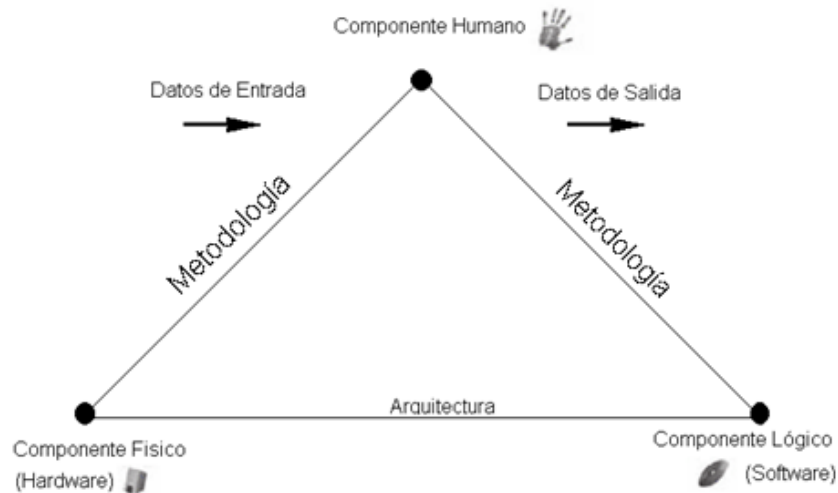 Componente Humano
Datos de Entrada
Datos de Salida
Metodología
Metodología
Arquitectura
Componente Fisico
(Hardware)
Componente Lógico
(Software)